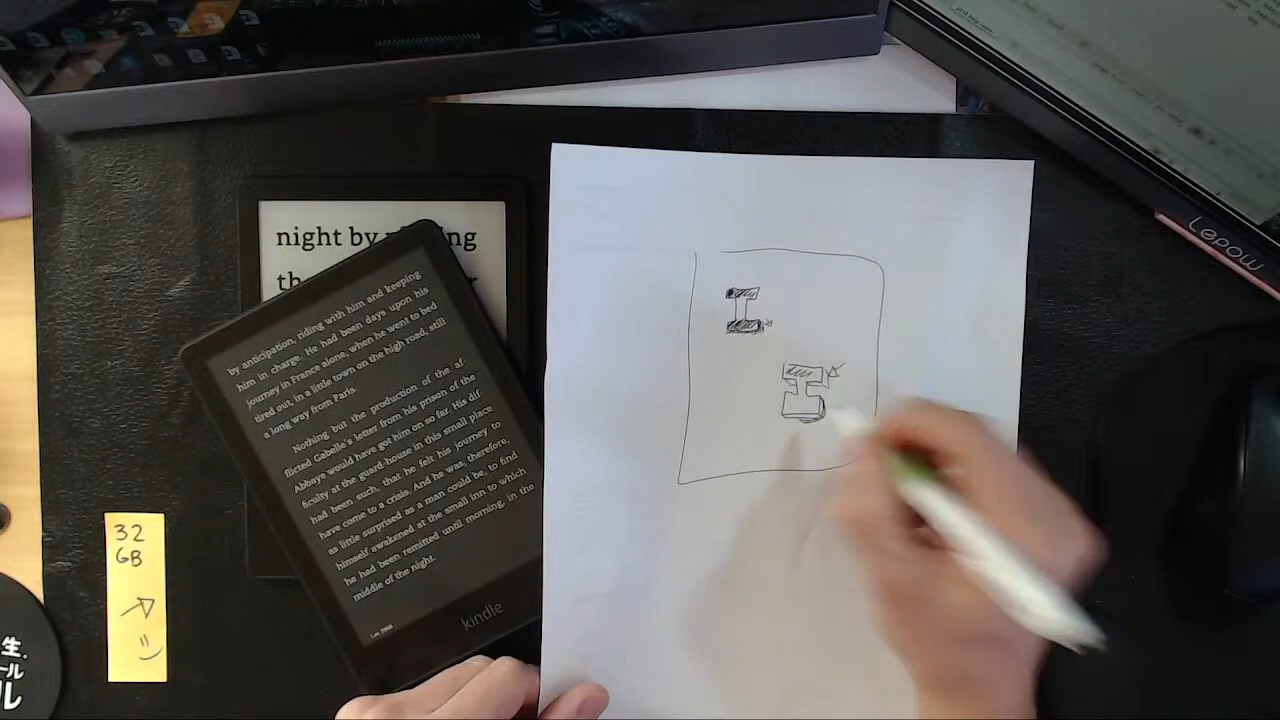 Lepow
night by
by anticipation, riding with him and keeping
him in charge. He had been days upon his
journey in France alone, when he went to bed
tired out, in a little town on the high road, still
a long way from Paris.
Nothing but the production of the af-
flicted Gabelle's letter from his prison of the
Abbaye would have got him on so far. His dif-
ficulty at the guard-house in this small place
had been such, that he felt his journey to
have come to a crisis. And he was, therefore,
as little surprised as a man could be, to find
himself awakened at the small inn to which
he had been remitted until morning, in the
middle of the night.
kindle
32
GB
生.
ール
ル